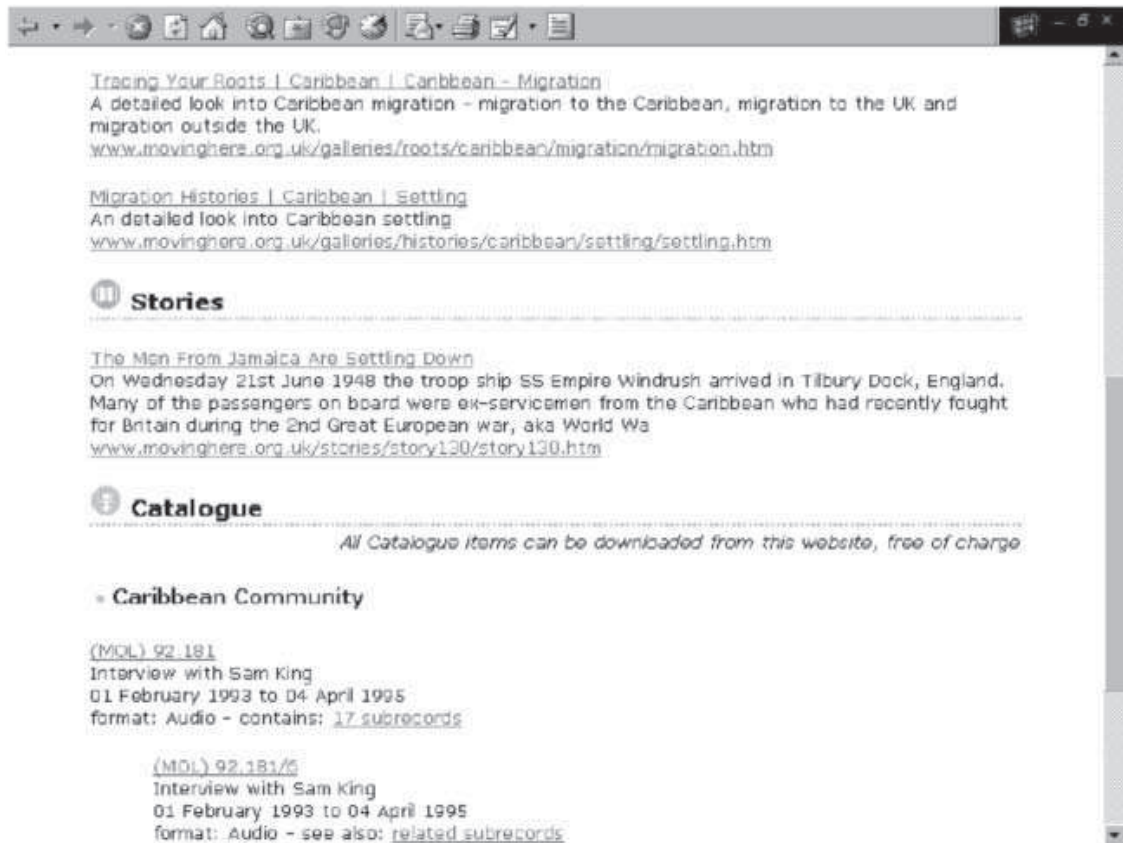 Tracing Your Roots | Caribbean | Caribbean - Migration
A detailed look into Caribbean migration - migration to the Caribbean, migration to the UK and
migration outside the UK.
www.movinghere.org.uk/galleries/roots/caribbean/migration/migration.htm
Migration Histories | Caribbean | Settling
An detailed look into Caribbean settling
www.movinghere.org.uk/galleries/histories/caribbean/settling/settling.htm
Stories
The Men From Jamaica Are Settling Down
On Wednesday 21st June 1948 the troop ship SS Empire Windrush arrived in Tilbury Dock, England.
Many of the passengers on board were ex-servicemen from the Caribbean who had recently fought
for Britain during the 2nd Great European war, aka World Wa
www.movinghere.org.uk/stories/story130/story130.htm
Catalogue
All Catalogue items can be downloaded from this website, free of charge
Caribbean Community
(MOL) 92.181
Interview with Sam King
01 February 1993 to 04 April 1995
format: Audio - contains: 17 subrecords
(MOL) 92.181/6
Interview with Sam King
01 February 1993 to 04 April 1995
format: Audio - see also: related subrecords